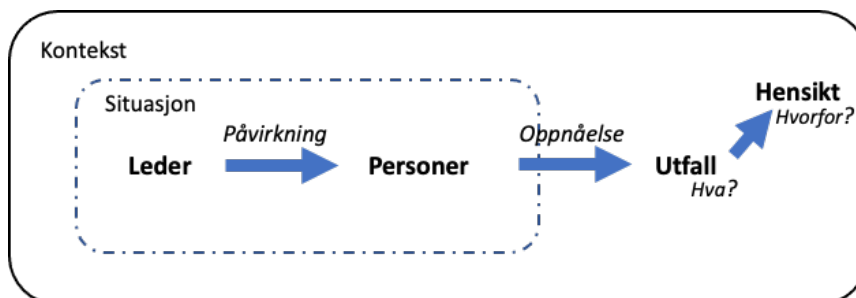 Kontekst
Situasjon
Påvirkning
Leder
Personer
Oppnåelse
Utfall
Hva?
Hensikt
Hvorfor?